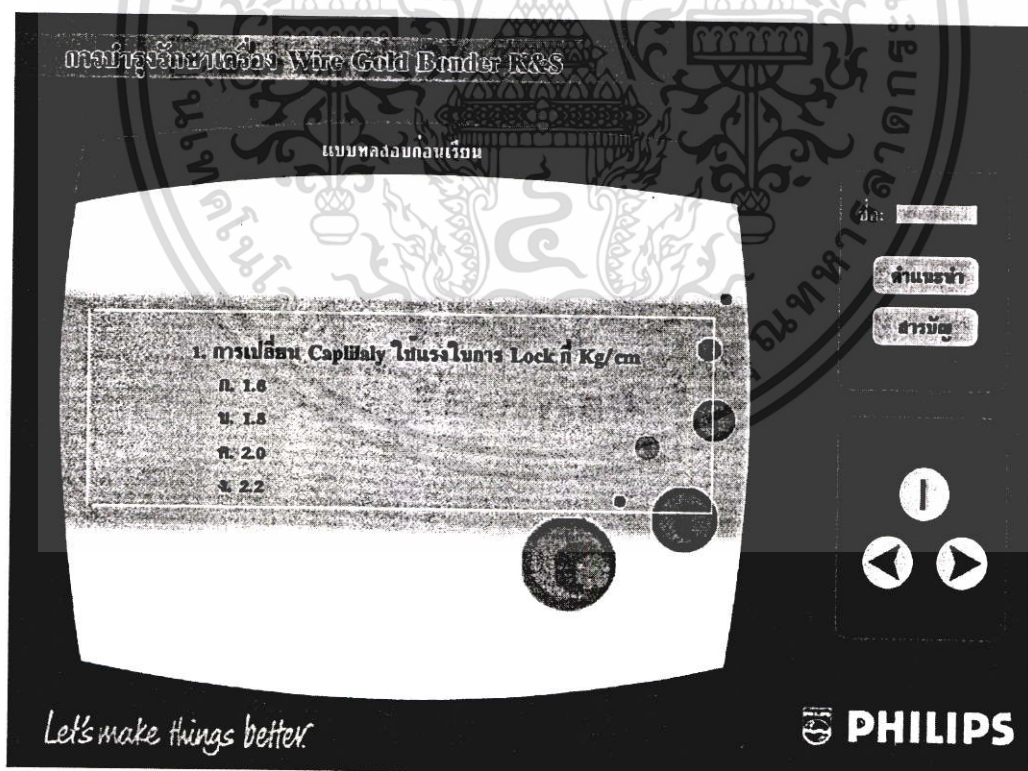 การบำรุงรักษาเครื่อง Wire Gold Bonder K&S
แบบทดสอบก่อนเรียน
ชื่อ:
คำแนะนำ
สารบัญ
1. การเปลี่ยน Capliialy ใช้แรงในการ Lock กี่ Kg/cm
ก. 1.6
ข. 1.8
ค. 2.0
ง. 2.2
Let's make things better.
PHILIPS